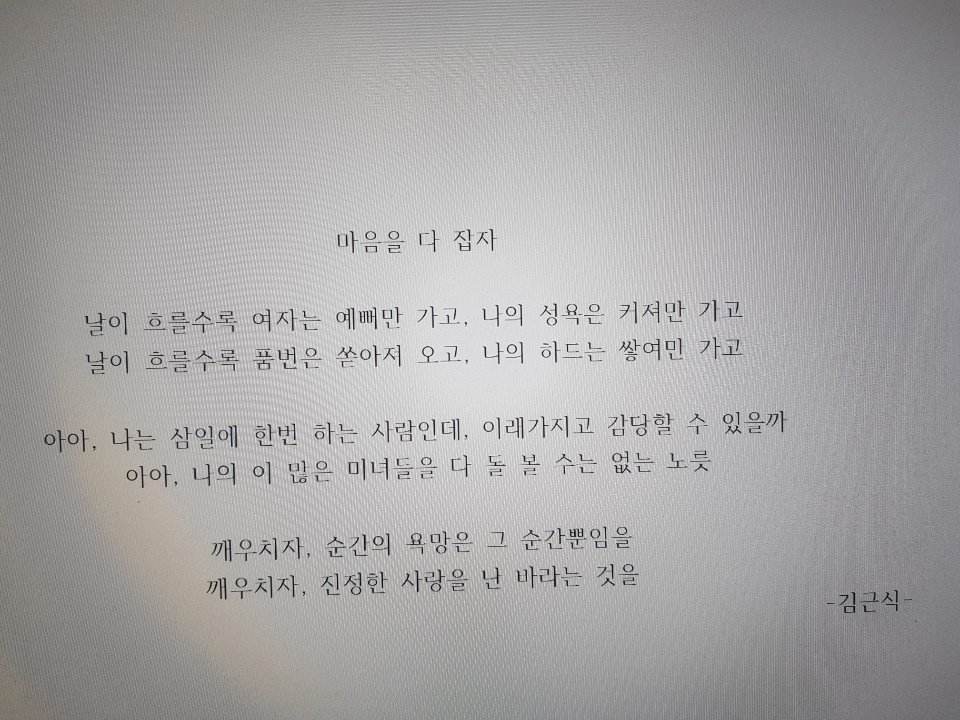 마음을 다 잡자
날이 흐를수록 여자는 예뻐만 가고, 나의 성욕은 커져만 가고
날이 흐를수록 품번은 쏟아져 오고, 나의 하드는 쌓여만 가고
아아, 나는 삼일에 한번 하는 사람인데, 이래가지고 감당할 수 있을까
아아, 나의 이 많은 미녀들을 다 돌 볼 수는 없는 노릇
깨우치자, 순간의 욕망은 그 순간뿐임을
깨우치자, 진정한 사랑을 난 바라는 것을
-김근식-